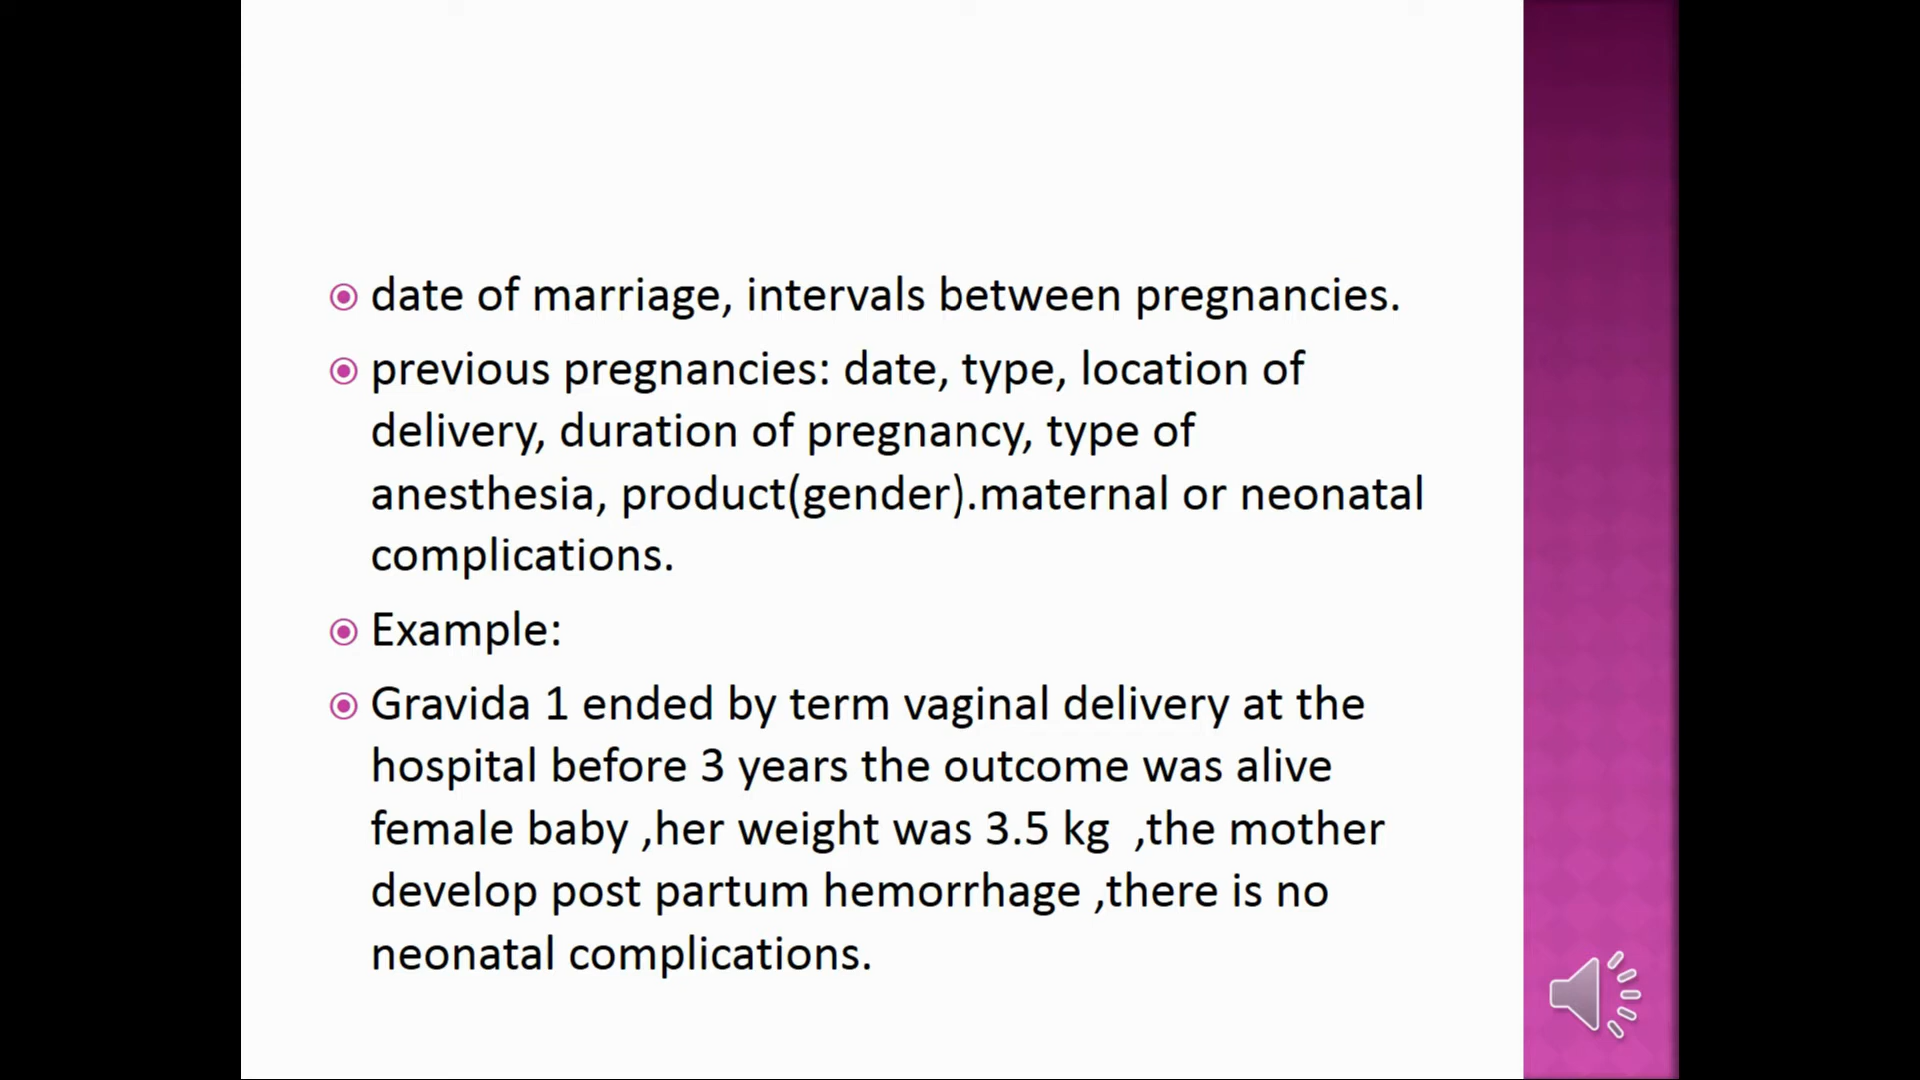 date of marriage, intervals between pregnancies.
previous pregnancies: date, type, location of
delivery, duration of pregnancy, type of
anesthesia, product(gender).maternal or neonatal
complications.
Example:
Gravida 1 ended by term vaginal delivery at the
hospital before 3 years the outcome was alive
female baby ,her weight was 3.5 kg  ,the mother
develop post partum hemorrhage ,there is no
neonatal complications.